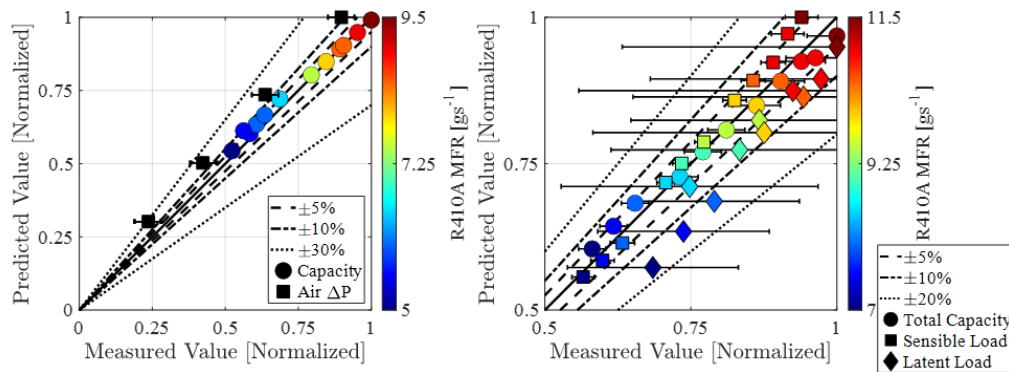 Predicted Value [Normalized]
1
0.75
0.5
0.25
0
0
0.25
0.5
0.75
1
Measured Value [Normalized]
±5%
±10%
±30%
Capacity
Air ΔP
9.5
7.25
5
R410A MFR [gs⁻¹]
Predicted Value [Normalized]
1
0.75
0.5
0.5
0.75
1
Measured Value [Normalized]
11.5
9.25
7
R410A MFR [gs⁻¹]
±5%
±10%
±20%
Total Capacity
Sensible Load
Latent Load